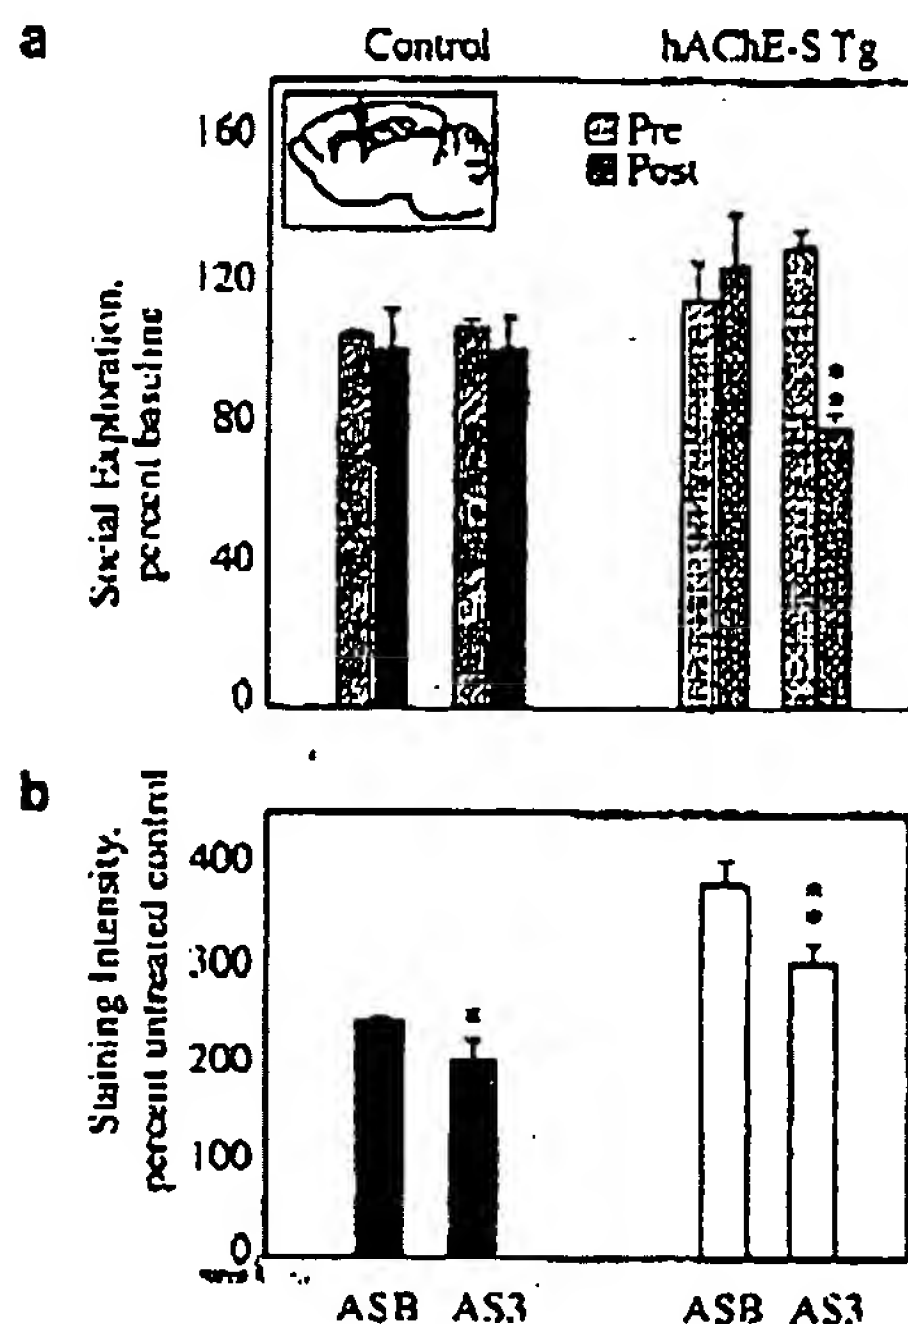 a
Control hAChE-S Tg
160
Pre
Post
120
80
40
0
Social Exploration,
percent baseline
b
400
300
200
100
0
Staining Intensity,
percent untreated control
ASB AS3 ASB AS3